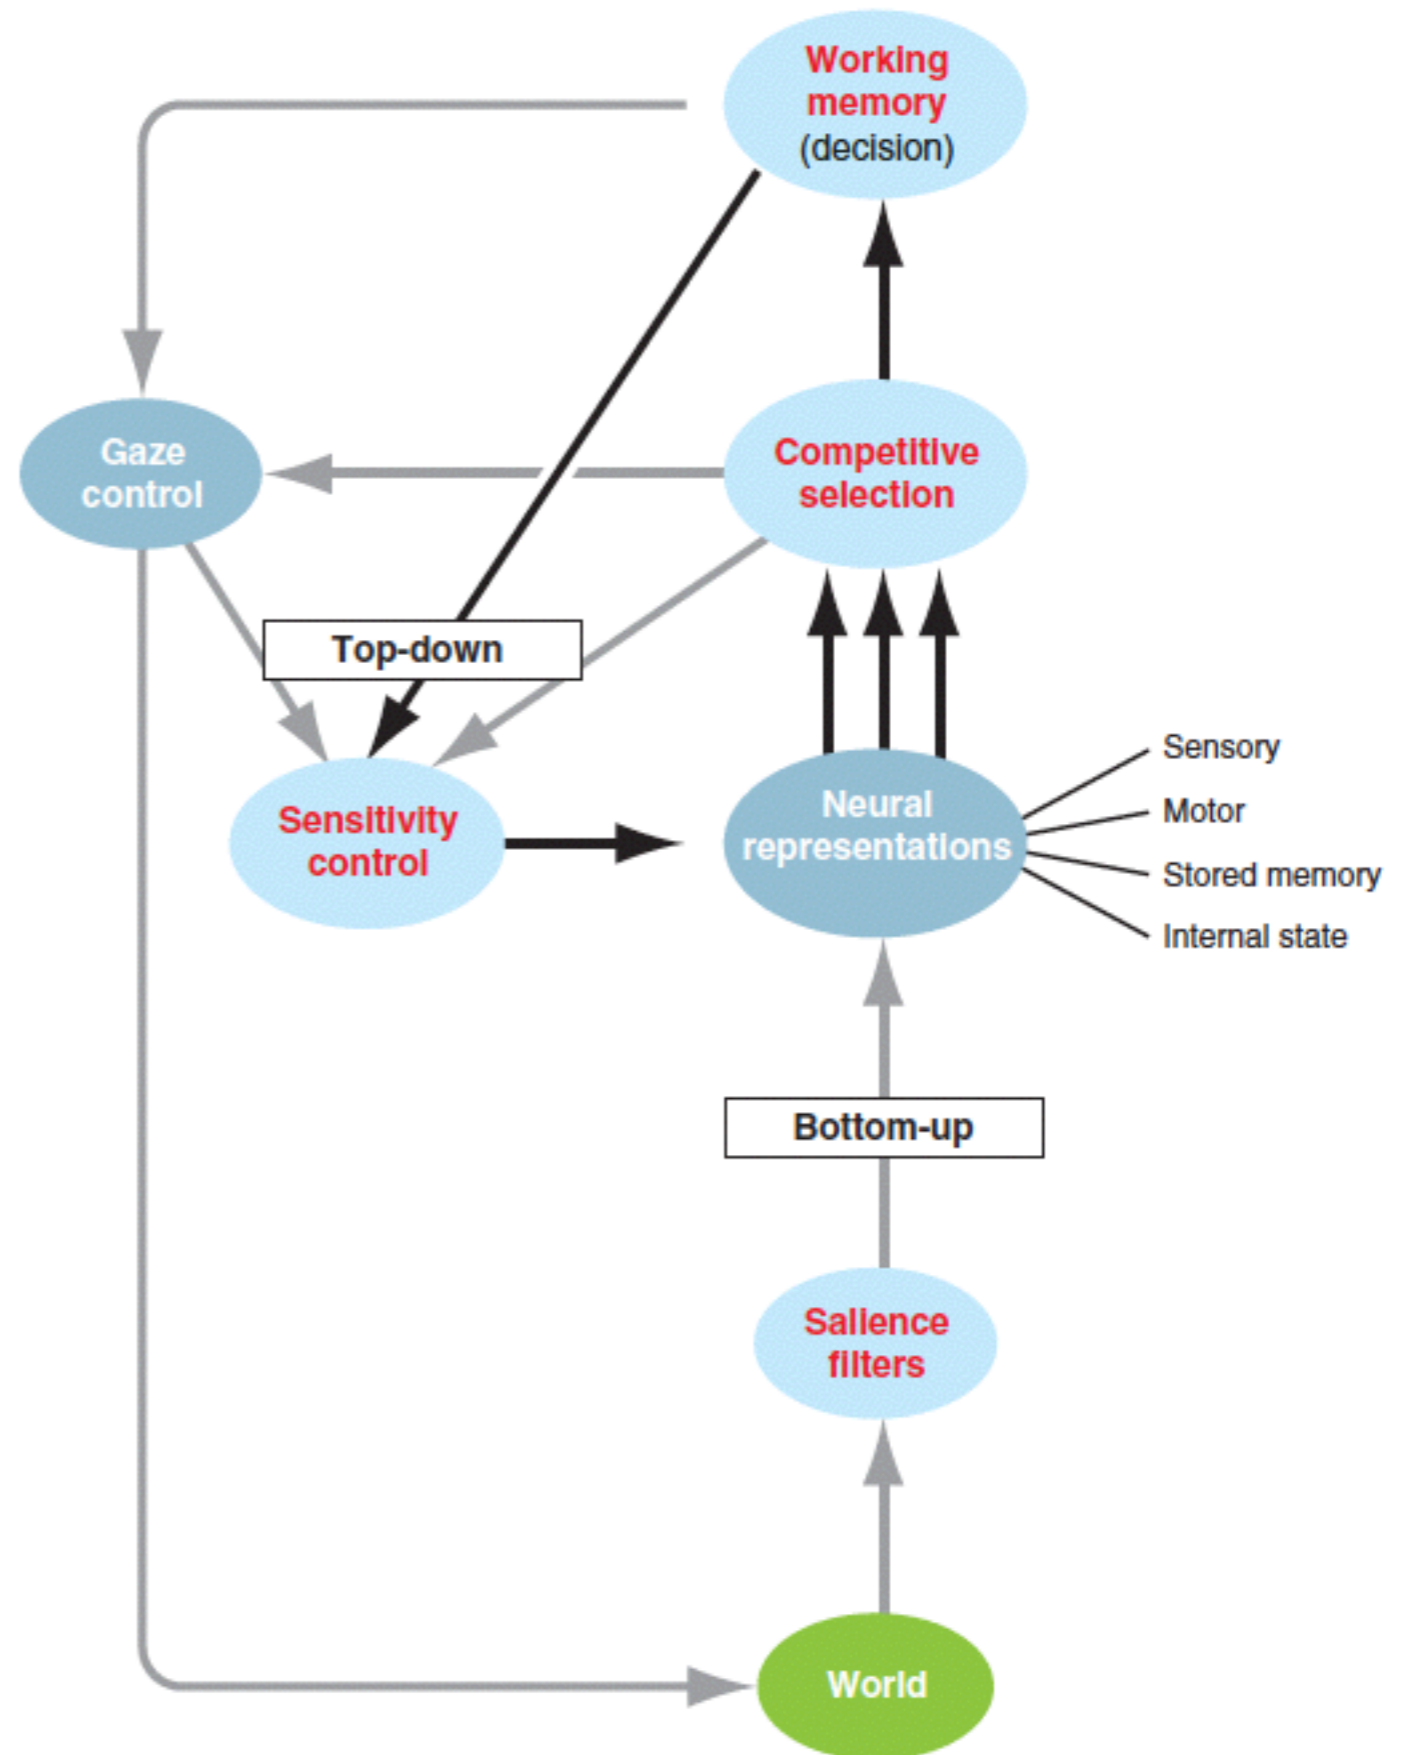 Working
memory
(decision)
Gaze
control
Competitive
selection
Top-down
Sensitivity
control
Neural
representations
Sensory
Motor
Stored memory
Internal state
Bottom-up
Salience
filters
World